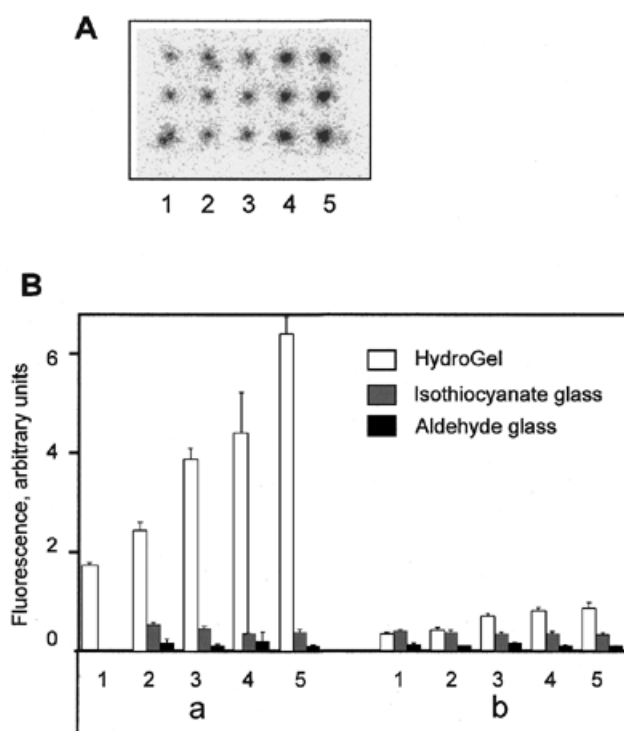 A
1 2 3 4 5
B
Fluorescence, arbitrary units
6
4
2
0
HydroGel
Isothiocyanate glass
Aldehyde glass
1 2 3 4 5 1 2 3 4 5
a b